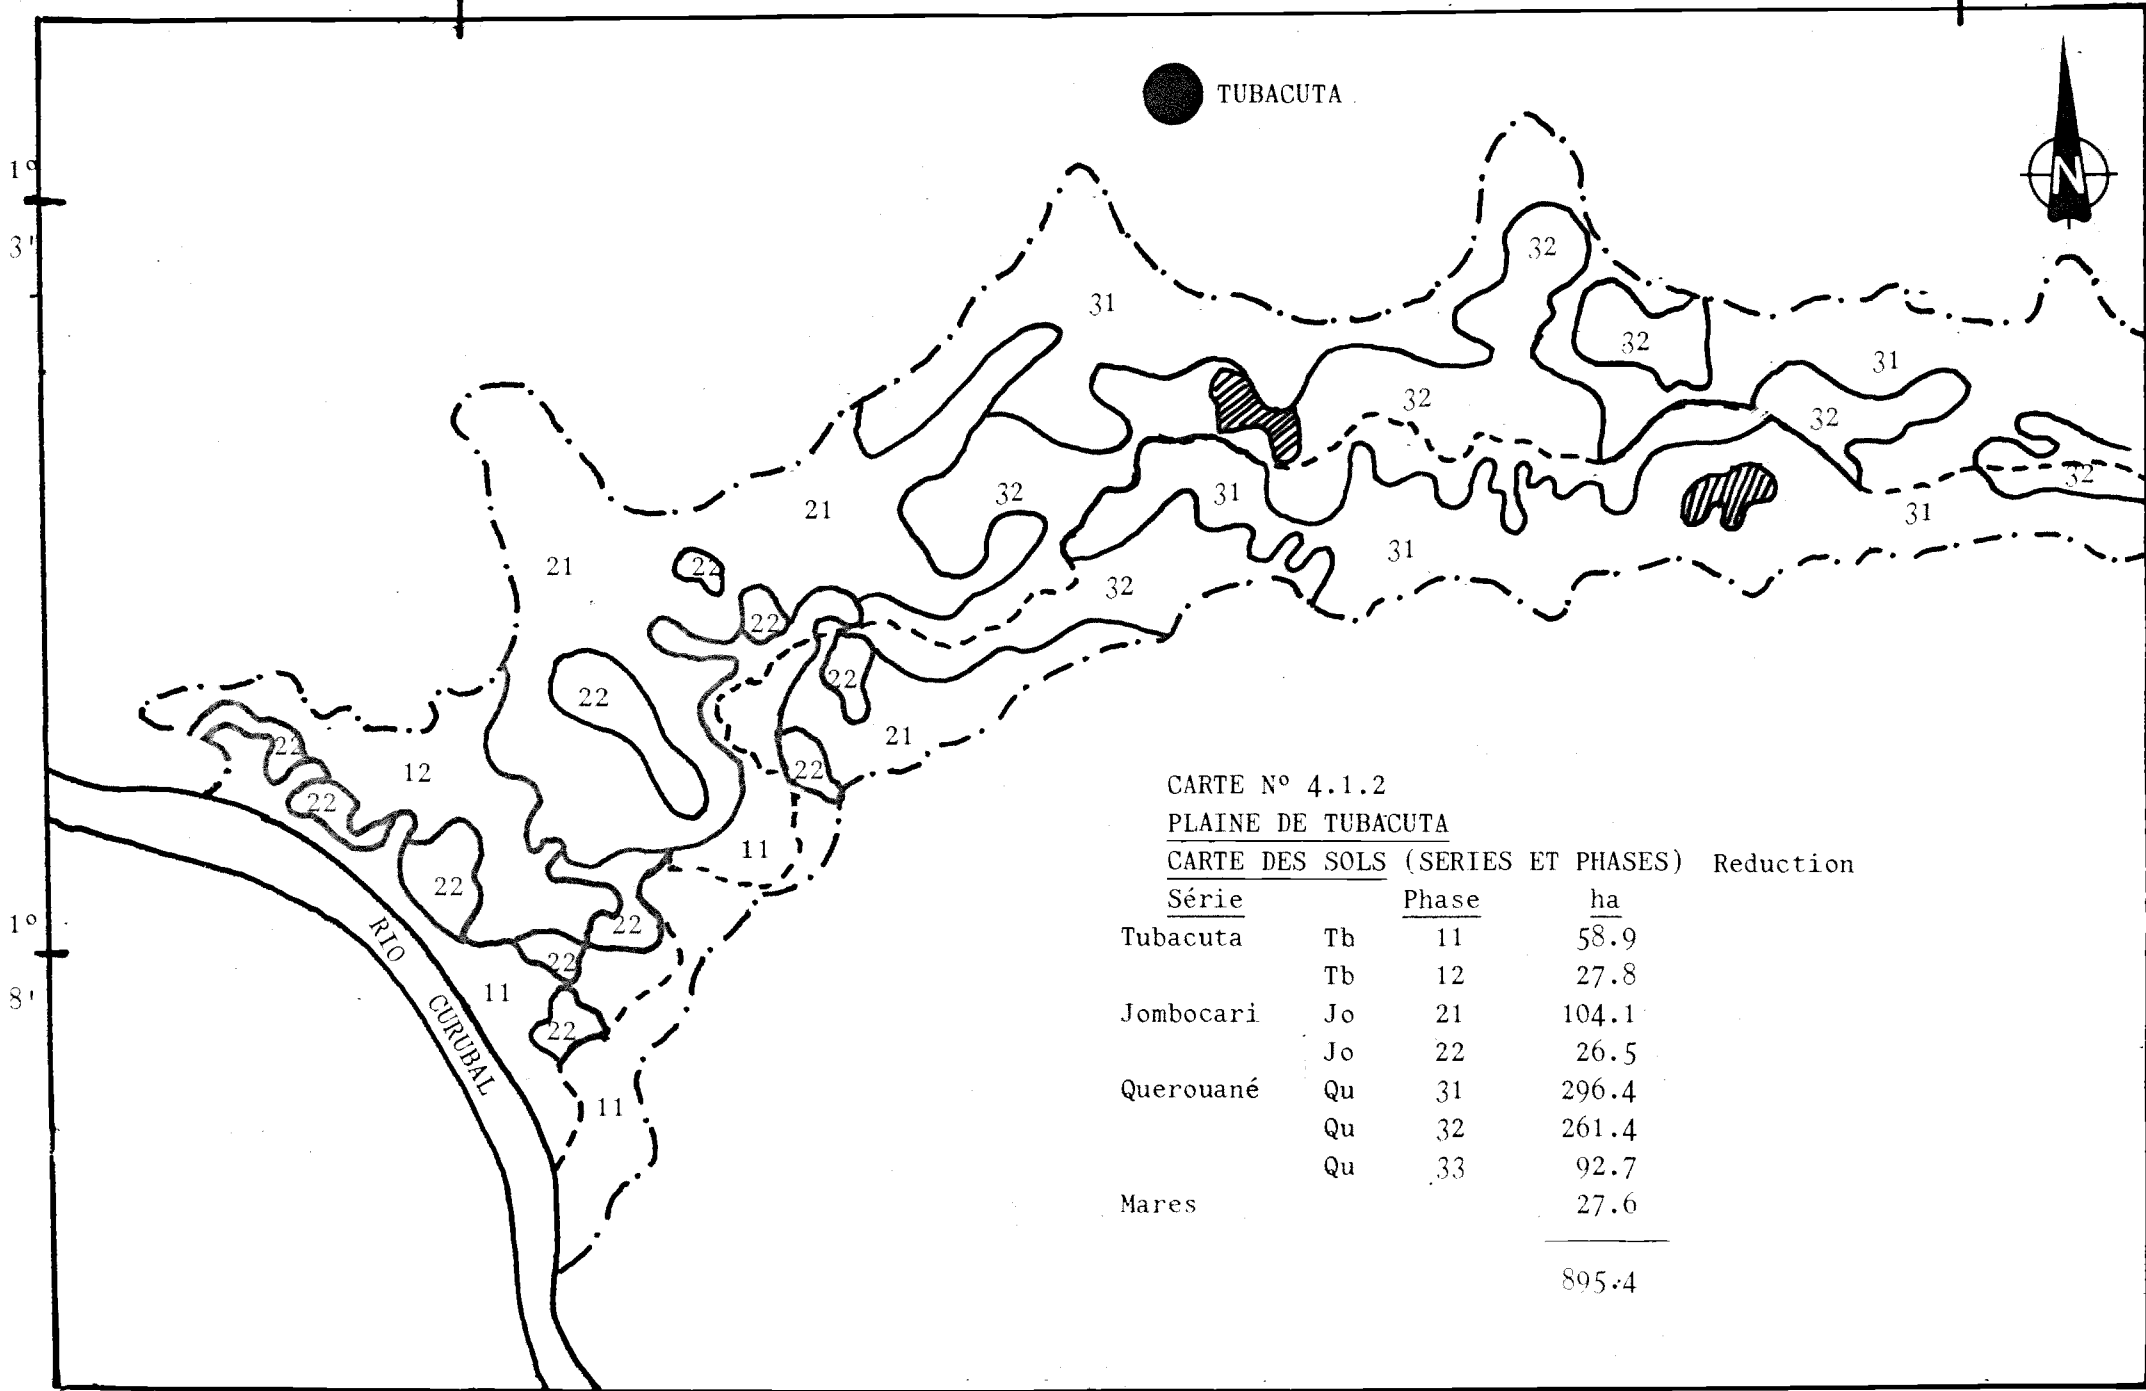 TUBACUTA
N
1º
3'
32
31
32
31
32
32
21
32
31
32
31
31
21
22
32
22
22
22
21
22
12
22
22
11
22
22
22
11
22
11
1º
8'
RIO
CURUBAL
CARTE Nº 4.1.2
PLAINE DE TUBACUTA
CARTE DES SOLS (SERIES ET PHASES) Reduction
Série Phase ha
Tubacuta Tb 11 58.9
Tb 12 27.8
Jombocari Jo 21 104.1
Jo 22 26.5
Querouané Qu 31 296.4
Qu 32 261.4
Qu 33 92.7
Mares 27.6
895.4